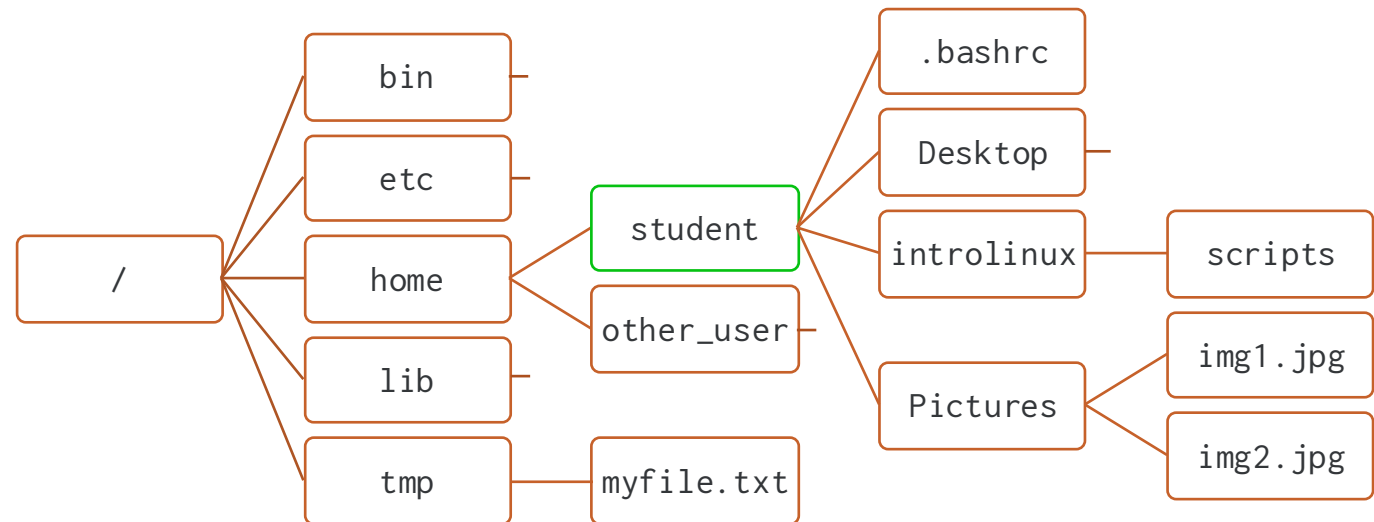 /
bin
etc
home
lib
tmp
student
other_user
myfile.txt
.bashrc
Desktop
introlinux
Pictures
scripts
img1.jpg
img2.jpg